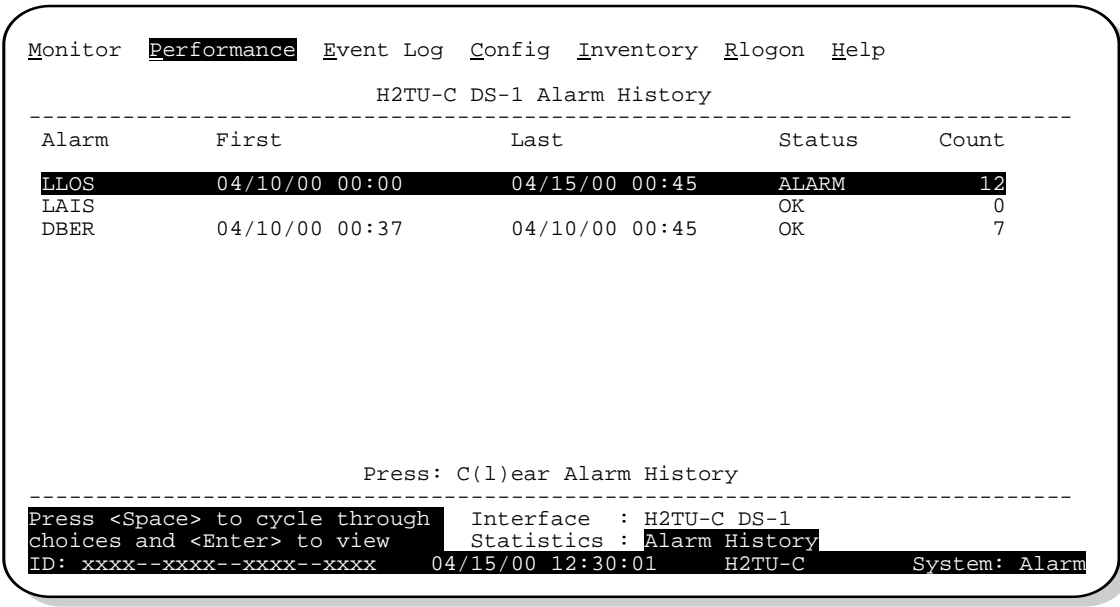 Monitor Performance Event Log Config Inventory Rlogon Help
H2TU-C DS-1 Alarm History
------------------------------------------------------------------------------
Alarm First Last Status Count
LLOS 04/10/00 00:00 04/15/00 00:45 ALARM 12
LAIS OK 0
DBER 04/10/00 00:37 04/10/00 00:45 OK 7
Press: C(l)ear Alarm History
------------------------------------------------------------------------------
Press <Space> to cycle through Interface : H2TU-C DS-1
choices and <Enter> to view Statistics : Alarm History
ID: xxxx--xxxx--xxxx--xxxx 04/15/00 12:30:01 H2TU-C System: Alarm